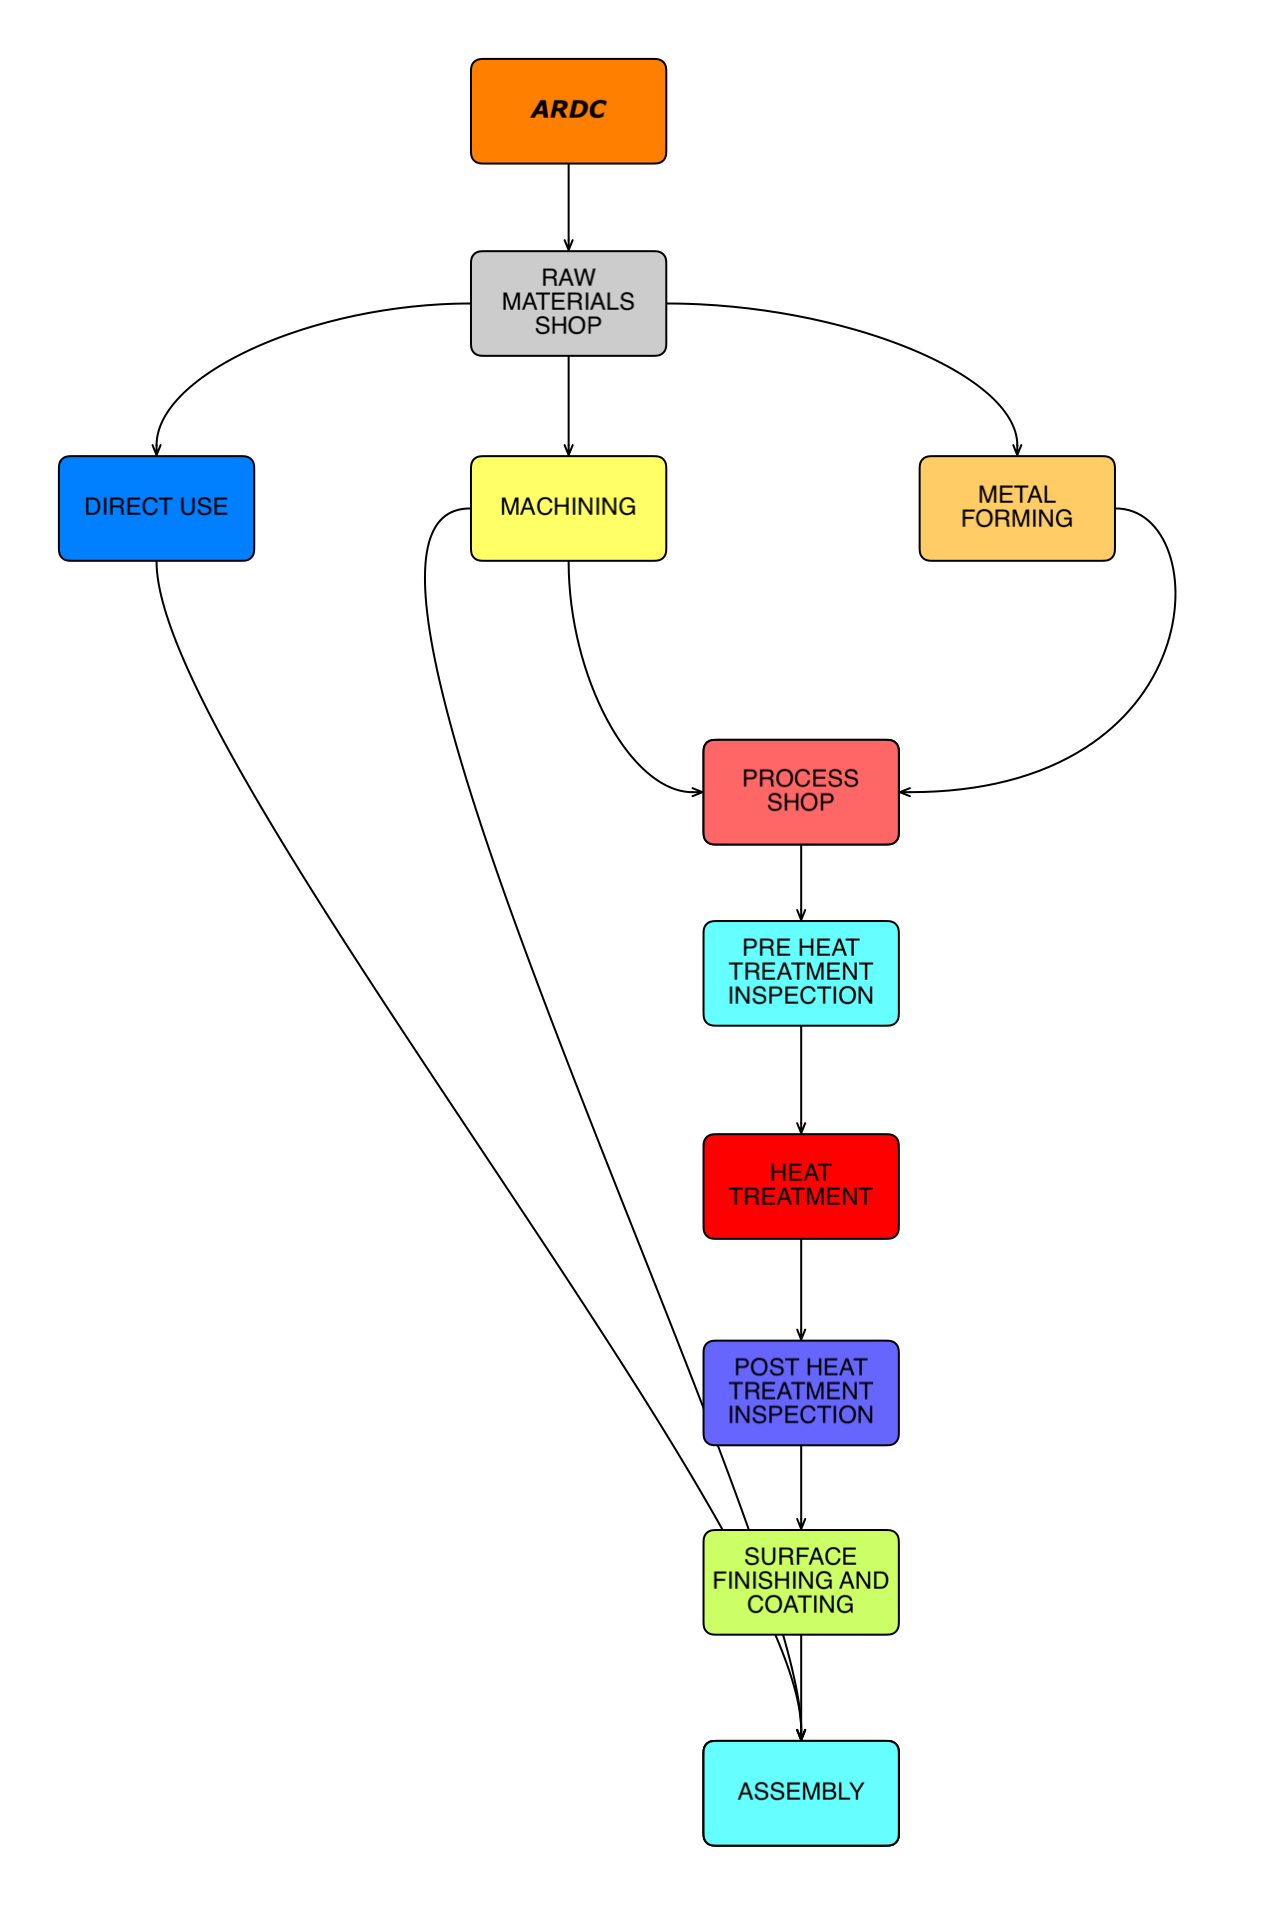 ARDC
RAW
MATERIALS
SHOP
DIRECT USE
MACHINING
METAL
FORMING
PROCESS
SHOP
PRE HEAT
TREATMENT
INSPECTION
HEAT
TREATMENT
POST HEAT
TREATMENT
INSPECTION
SURFACE
FINISHING AND
COATING
ASSEMBLY